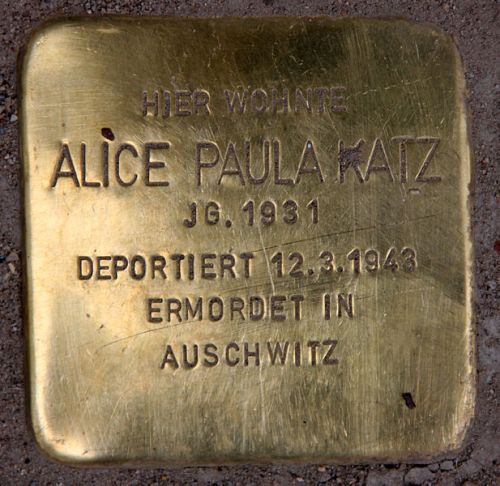 HIER WOHNTE
ALICE PAULA KATZ
JG. 1931
DEPORTIERT 12.3.1943
ERMORDET IN
AUSCHWITZ